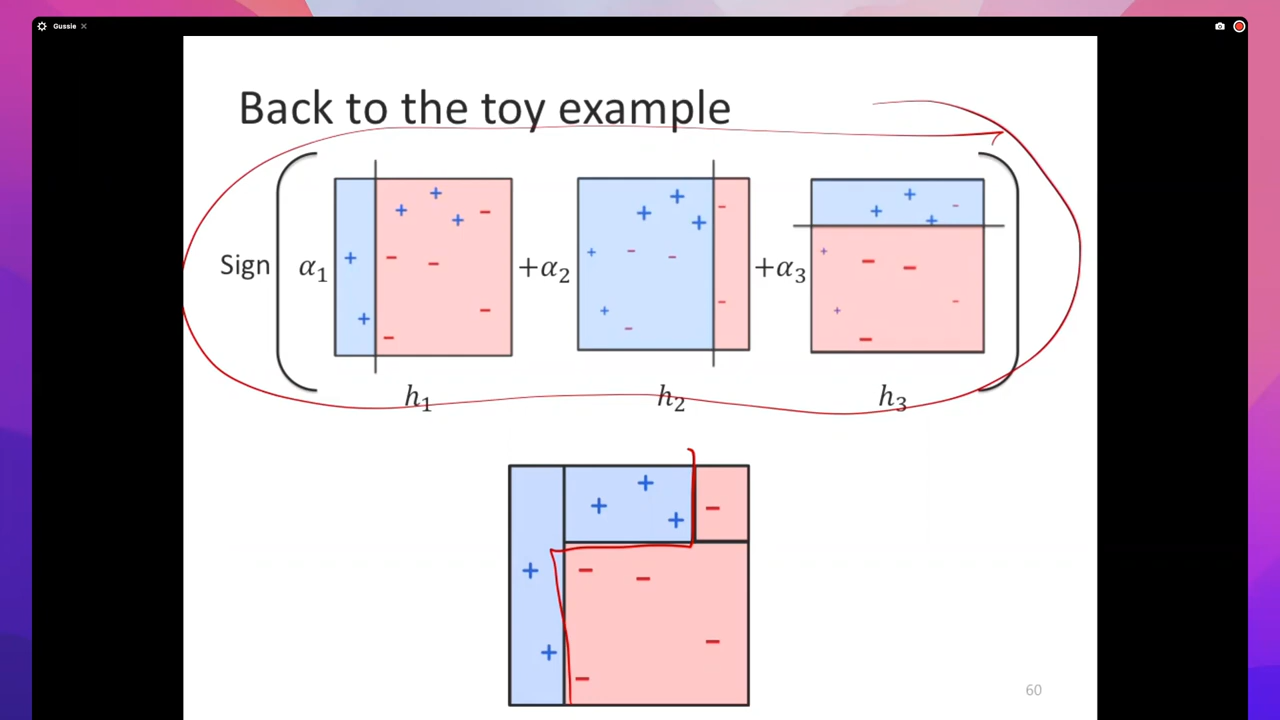 Gussie
Back to the toy example
Sign α₁ +α₂ +α₃
h₁ h₂ h₃
60